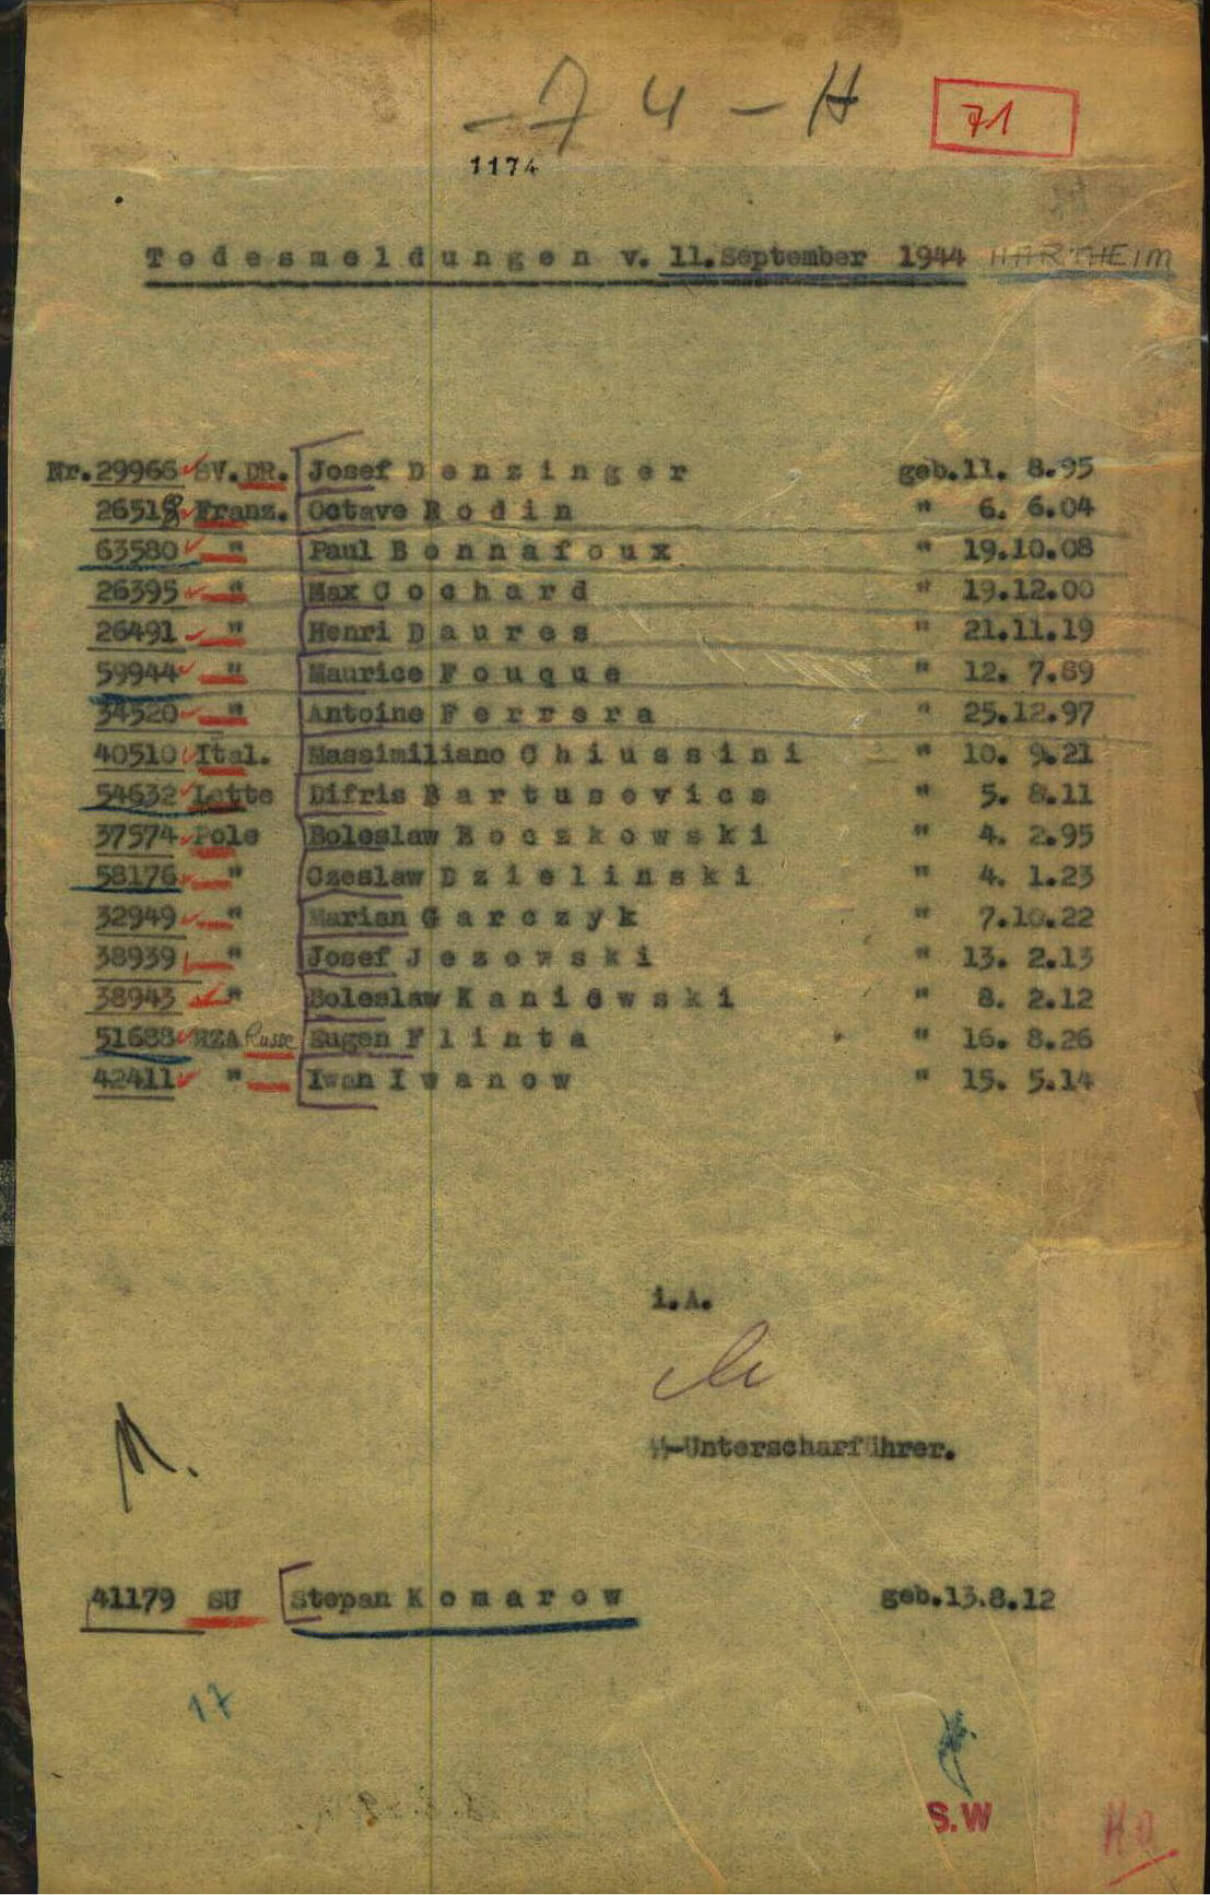 - 74 - H
71
1174
Todesmeldungen v. 11.September 1944 HARTHEIM
Nr.29966 SV.DR. Josef Denzinger geb.11. 8.95
26518 Franz. Octave Rodin " 6. 6.04
63580 " Paul Bonnafoux " 19.10.08
26395 " Max Cochard " 19.12.00
26491 " Henri Daures " 21.11.19
59944 " Maurice Fouque " 12. 7.89
34520 " Antoine Ferrera " 25.12.97
40510 Ital. Massimiliano Chiussini " 10. 9.21
54632 Lette Difris Bartusovics " 5. 8.11
37574 Pole Boleslaw Boczkowski " 4. 2.95
58176 " Czeslaw Dzielinski " 4. 1.23
32949 " Marian Garczyk " 7.10.22
38939 " Josef Jezowski " 13. 2.13
38943 " Boleslaw Kaniewski " 8. 2.12
51688 RZA Russe Eugen Flinta " 16. 8.26
42411 " Iwan Iwanow " 15. 5.14
i.A.
SS-Unterscharführer.
41179 SU Stepan Komarow geb.13.8.12
17
S.W